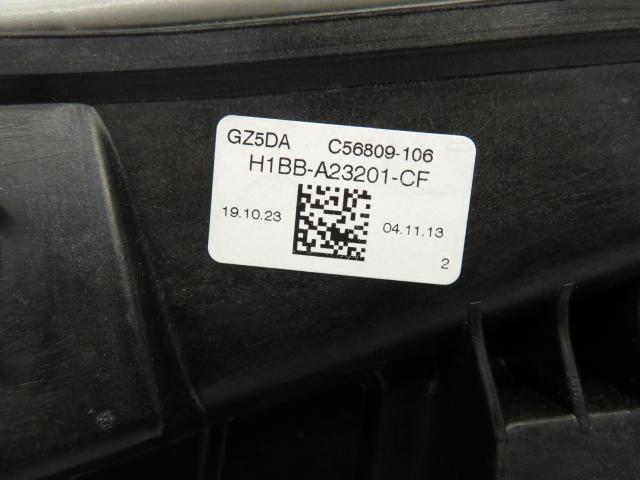 GZ5DA C56809-106
H1BB-A23201-CF
19.10.23 04.11.13
2